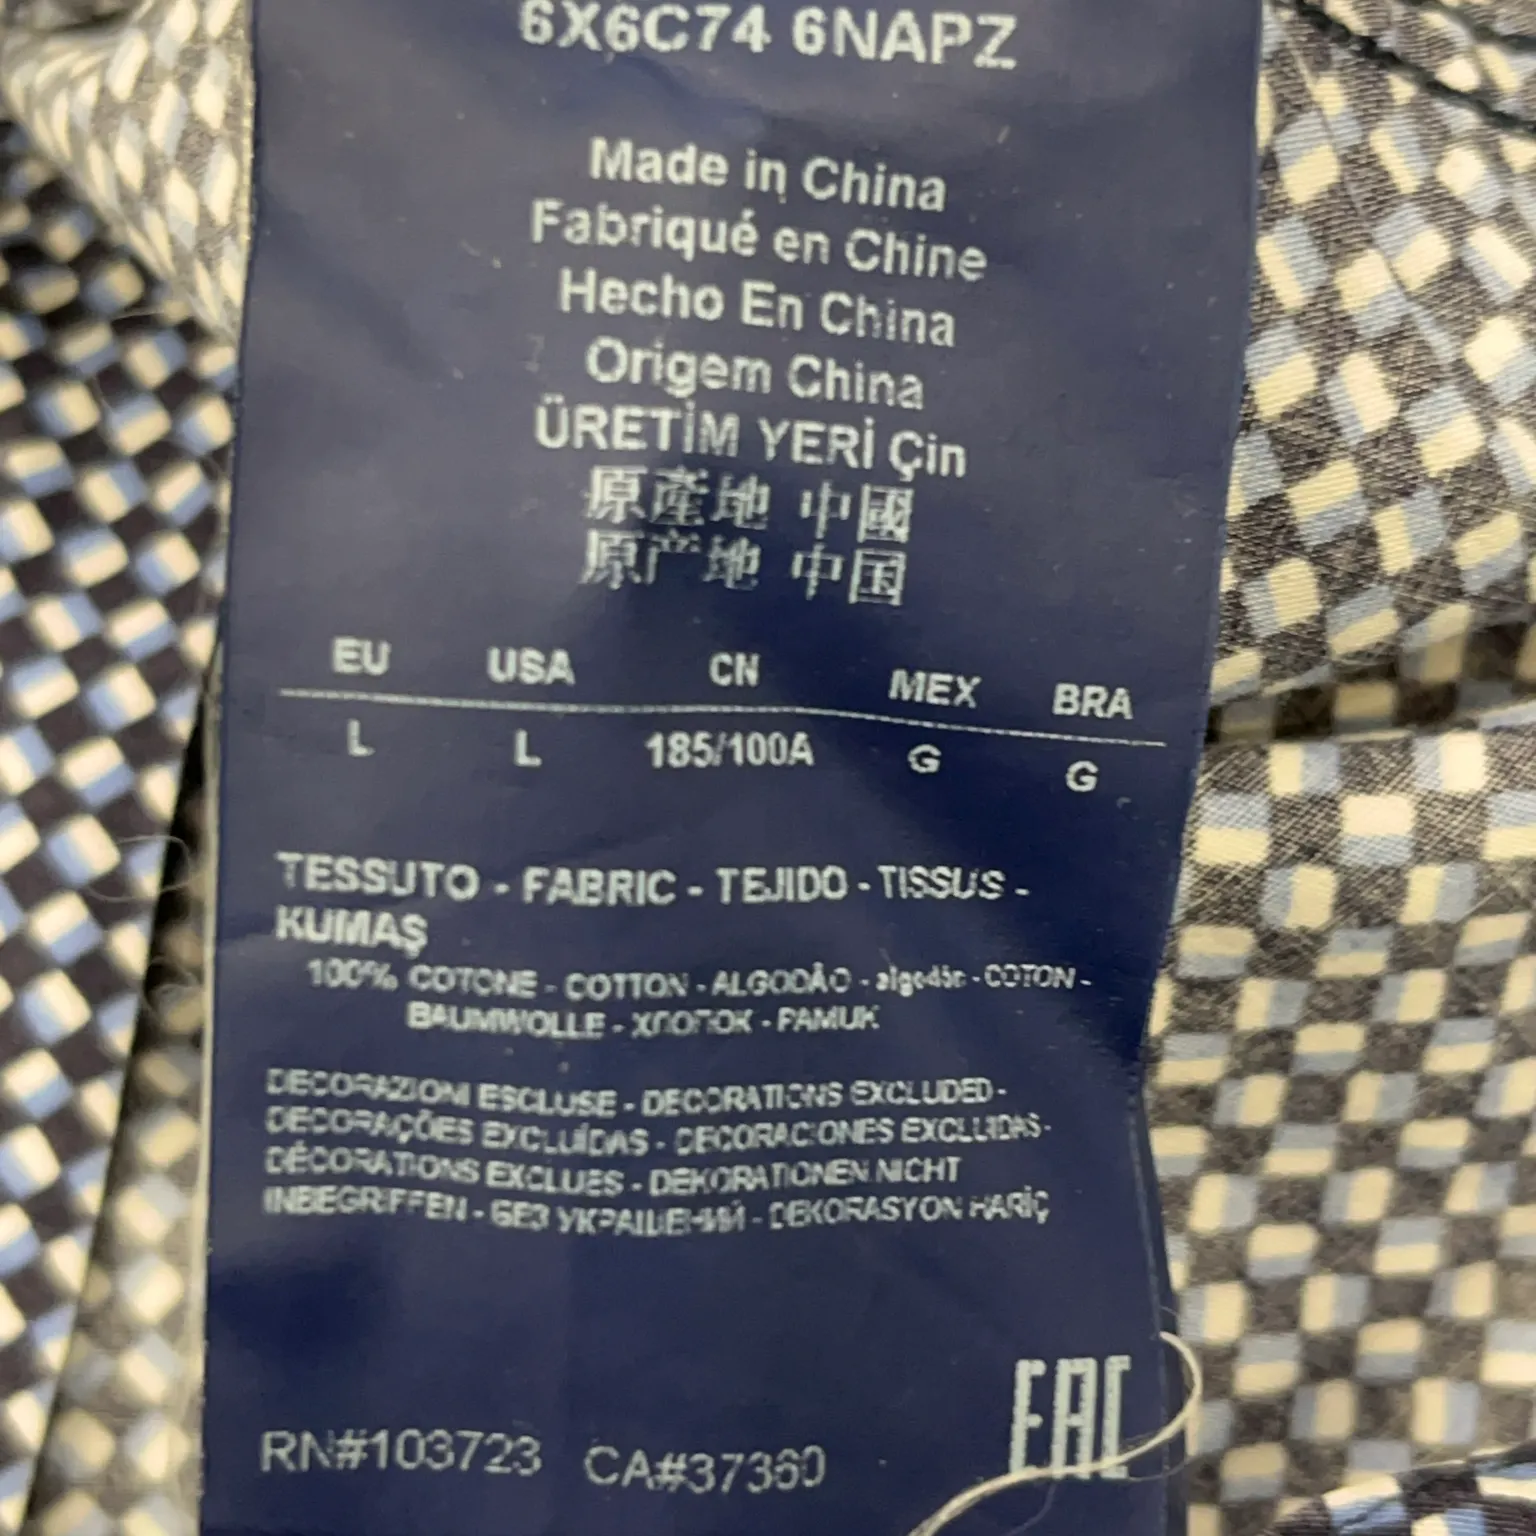 6X6C74 6NAPZ
Made in China
Fabriqué en Chine
Hecho En China
Origem China
ÜRETİM YERİ Çin
原產地 中國
原产地 中国
EU USA CN MEX BRA
L L 185/100A G G
TESSUTO - FABRIC - TEJIDO - TISSUS -
KUMAŞ
100% COTONE - COTTON - ALGODÃO - algodón - COTON -
BAUMWOLLE - ХЛОПОК - PAMUK
DECORAZIONI ESCLUSE - DECORATIONS EXCLUDED -
DECORAÇÕES EXCLUÍDAS - DECORACIONES EXCLUIDAS -
DÉCORATIONS EXCLUES - DEKORATIONEN NICHT
INBEGRIFFEN - БЕЗ УКРАШЕНИЙ - DEKORASYON HARİÇ
EAC
RN#103723 CA#37360